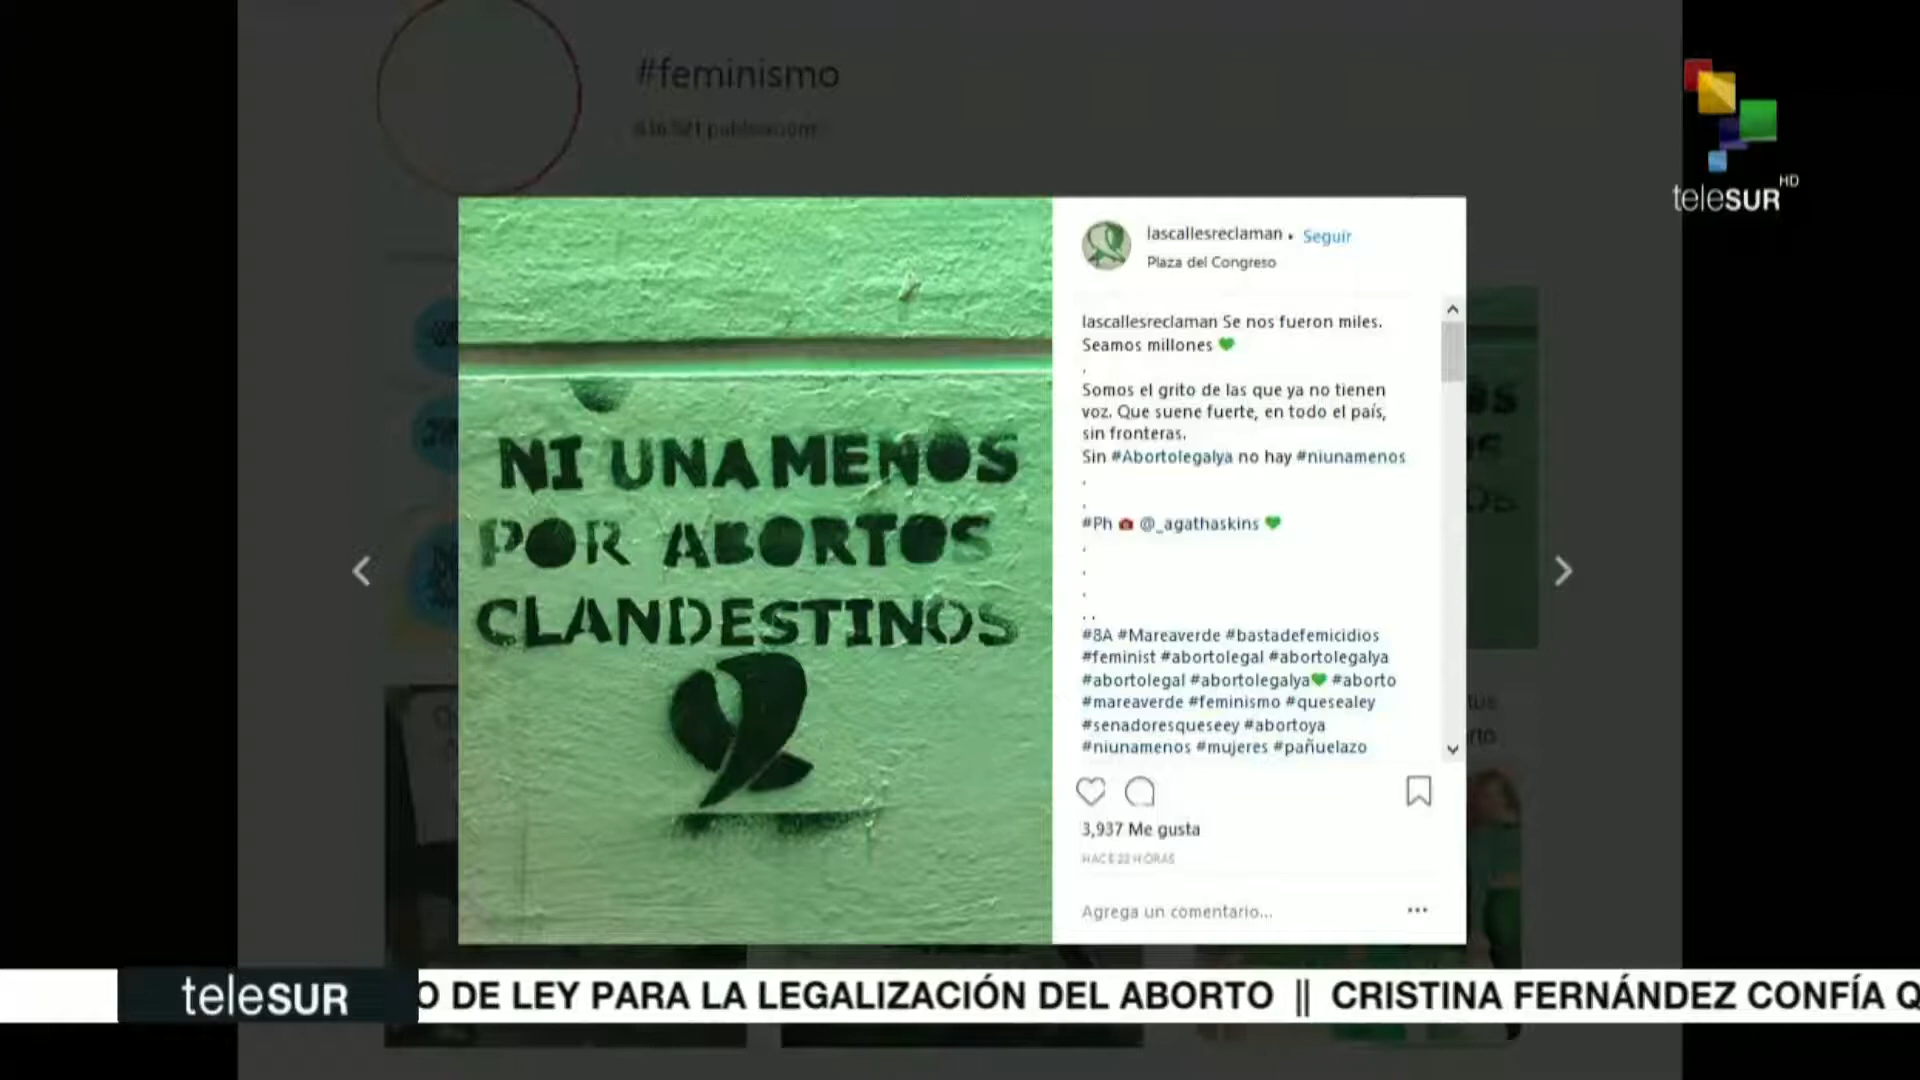 #feminismo
telesUR HD
NI UNA MENOS
POR ABORTOS
CLANDESTINOS
lascallesreclaman • Seguir
Plaza del Congreso
lascallesreclaman Se nos fueron miles.
Seamos millones 💚
.
Somos el grito de las que ya no tienen
voz. Que suene fuerte, en todo el país,
sin fronteras.
Sin #Abortolegalya no hay #niunamenos
.
.
#Ph 📷 @_agathaskins 💚
.
.
.
. .
#8A #Mareaverde #bastadefemicidios
#feminist #abortolegal #abortolegalya
#abortolegal #abortolegalya💚 #aborto
#mareaverde #feminismo #quesealey
#senadoresqueseey #abortoya
#niunamenos #mujeres #pañuelazo
3,937 Me gusta
HACE 22 HORAS
Agrega un comentario...
telesUR
O DE LEY PARA LA LEGALIZACIÓN DEL ABORTO || CRISTINA FERNÁNDEZ CONFÍA Q